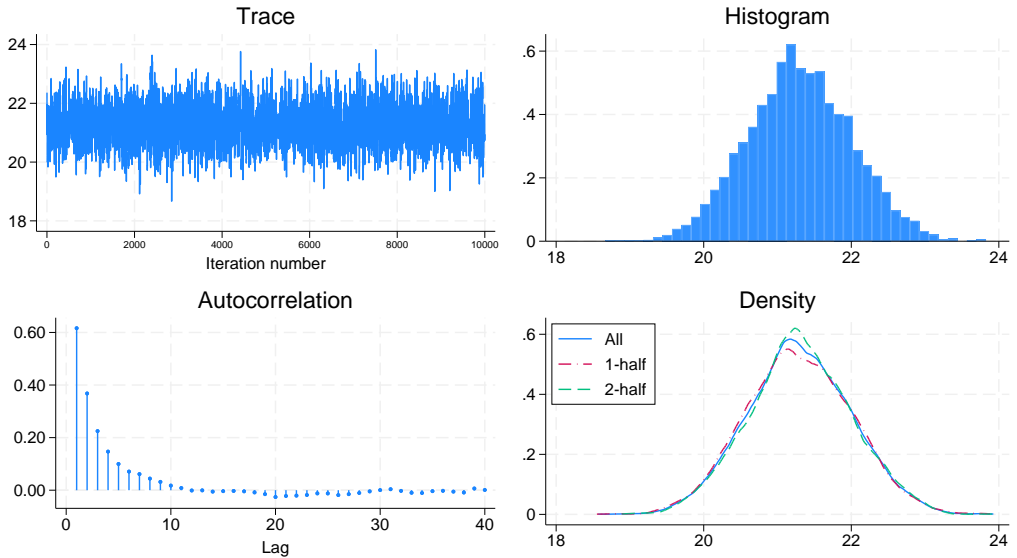 Trace
24
22
20
18
0 2000 4000 6000 8000 10000
Iteration number
Histogram
.6
.4
.2
0
18 20 22 24
Autocorrelation
0.60
0.40
0.20
0.00
0 10 20 30 40
Lag
Density
.6
.4
.2
0
All
1-half
2-half
18 20 22 24